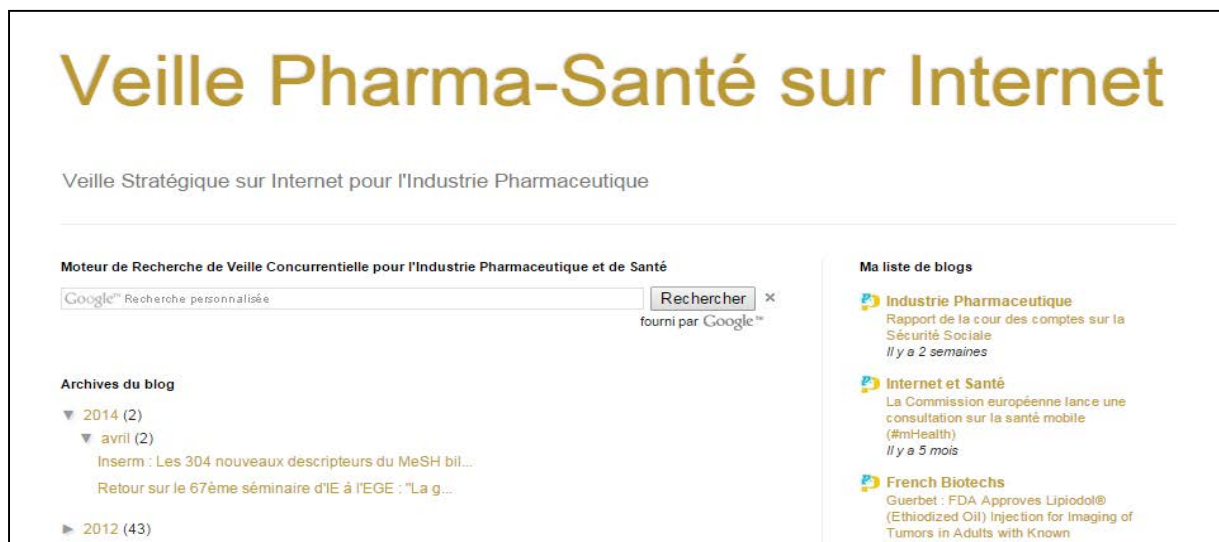 Veille Pharma-Santé sur Internet
Veille Stratégique sur Internet pour l'Industrie Pharmaceutique
Moteur de Recherche de Veille Concurrentielle pour l'Industrie Pharmaceutique et de Santé
Google™ Recherche personnalisée
Rechercher ×
fourni par Google™
Archives du blog
▼ 2014 (2)
▼ avril (2)
Inserm : Les 304 nouveaux descripteurs du MeSH bil...
Retour sur le 67ème séminaire d'IE á l'EGE : "La g...
► 2012 (43)
Ma liste de blogs
Industrie Pharmaceutique
Rapport de la cour des comptes sur la
Sécurité Sociale
Il y a 2 semaines
Internet et Santé
La Commission européenne lance une
consultation sur la santé mobile
(#mHealth)
Il y a 5 mois
French Biotechs
Guerbet : FDA Approves Lipiodol®
(Ethiodized Oil) Injection for Imaging of
Tumors in Adults with Known